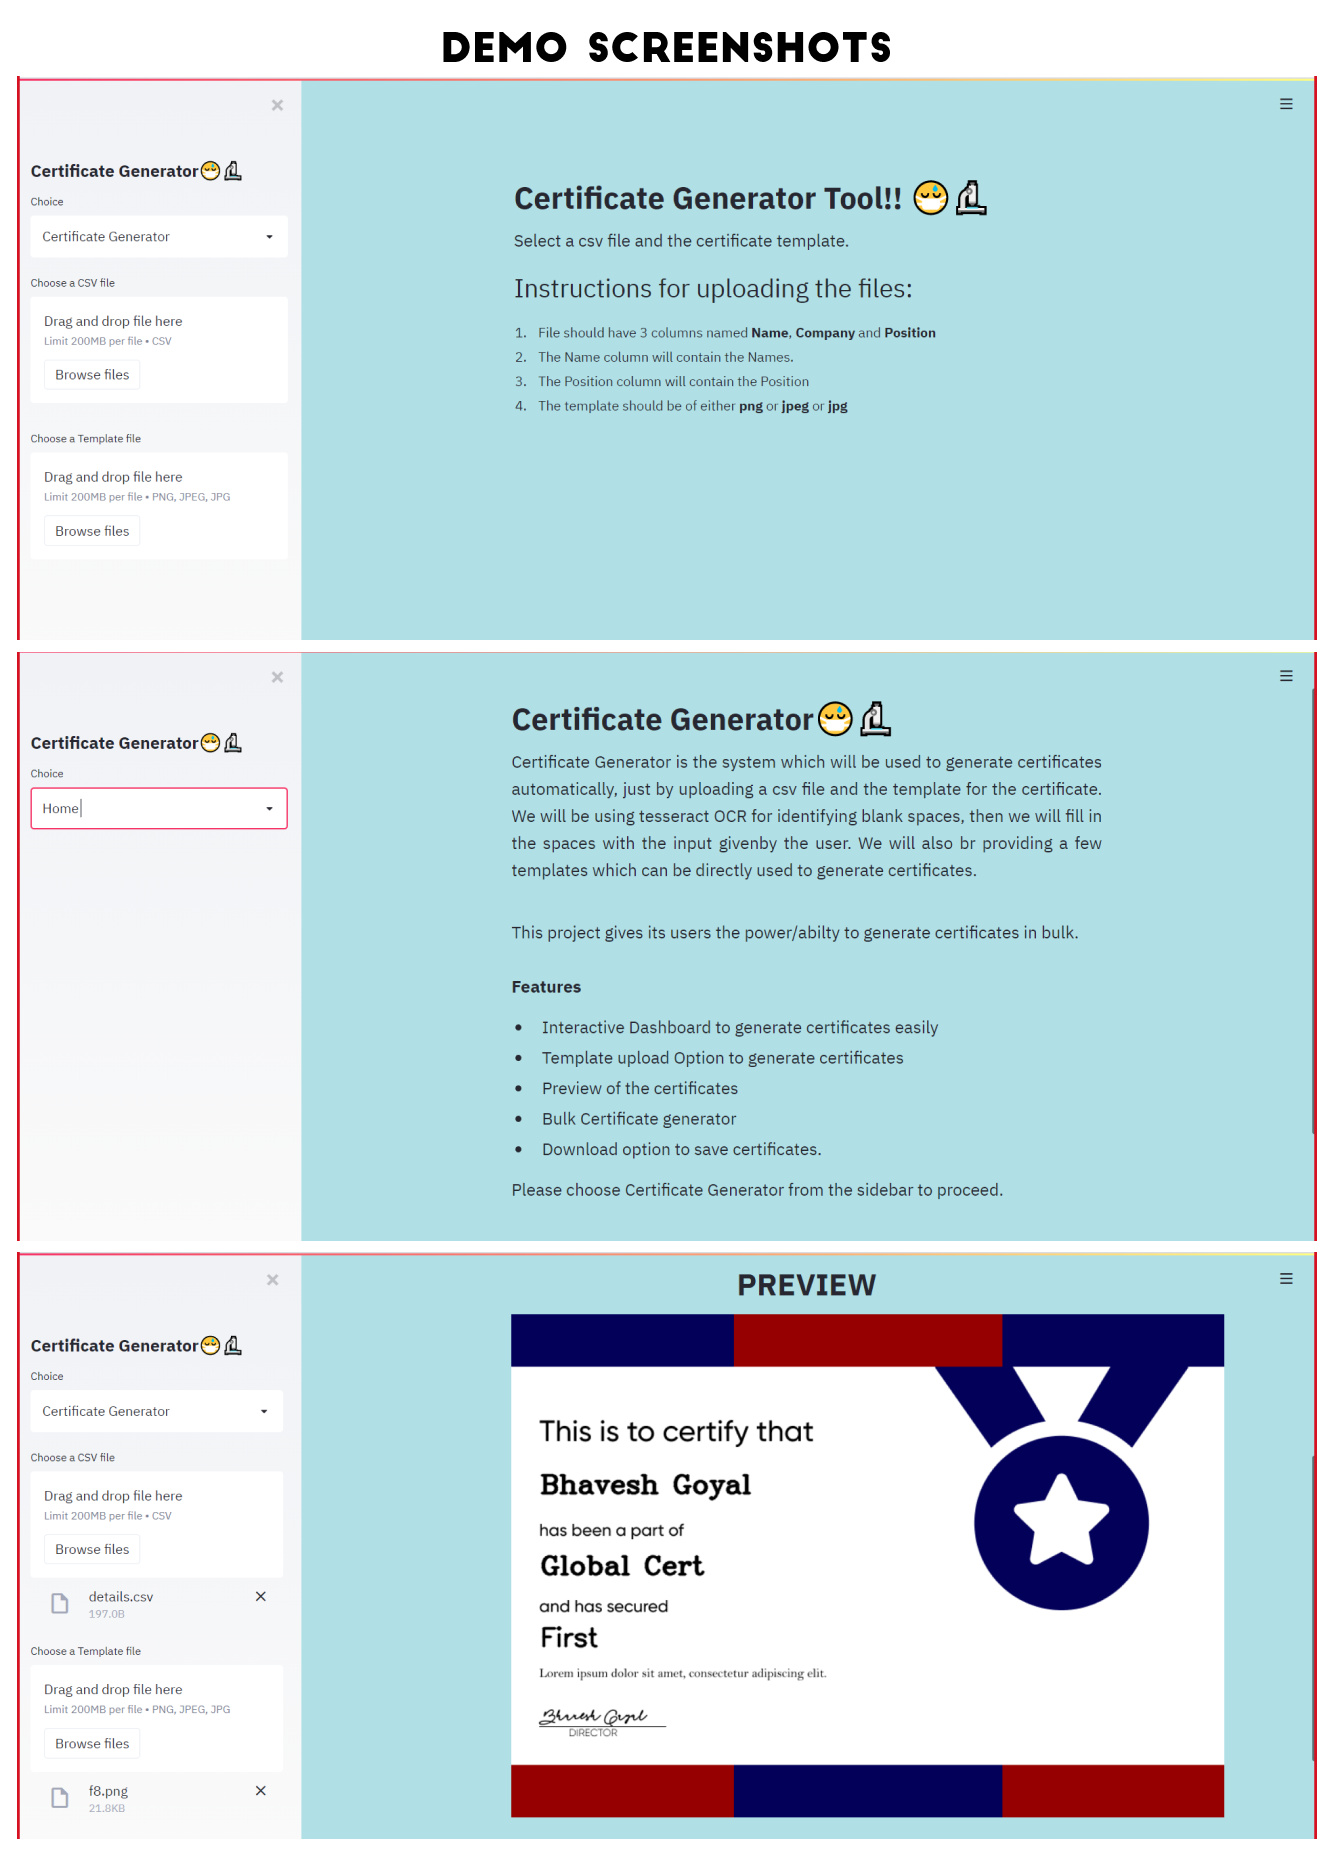 DEMO SCREENSHOTS
Certificate Generator
Choice
Certificate Generator
Choose a CSV file
Drag and drop file here
Limit 200MB per file • CSV
Browse files
Choose a Template file
Drag and drop file here
Limit 200MB per file • PNG, JPEG, JPG
Browse files
Certificate Generator Tool!!
Select a csv file and the certificate template.
Instructions for uploading the files:
1. File should have 3 columns named Name, Company and Position
2. The Name column will contain the Names.
3. The Position column will contain the Position
4. The template should be of either png or jpeg or jpg
Certificate Generator
Choice
Home
Certificate Generator
Certificate Generator is the system which will be used to generate certificates
automatically, just by uploading a csv file and the template for the certificate.
We will be using tesseract OCR for identifying blank spaces, then we will fill in
the spaces with the input givenby the user. We will also br providing a few
templates which can be directly used to generate certificates.
This project gives its users the power/abilty to generate certificates in bulk.
Features
• Interactive Dashboard to generate certificates easily
• Template upload Option to generate certificates
• Preview of the certificates
• Bulk Certificate generator
• Download option to save certificates.
Please choose Certificate Generator from the sidebar to proceed.
Certificate Generator
Choice
Certificate Generator
Choose a CSV file
Drag and drop file here
Limit 200MB per file • CSV
Browse files
details.csv
197.0B
Choose a Template file
Drag and drop file here
Limit 200MB per file • PNG, JPEG, JPG
Browse files
f8.png
21.8KB
PREVIEW
This is to certify that
Bhavesh Goyal
has been a part of
Global Cert
and has secured
First
Lorem ipsum dolor sit amet, consectetur adipiscing elit.
DIRECTOR